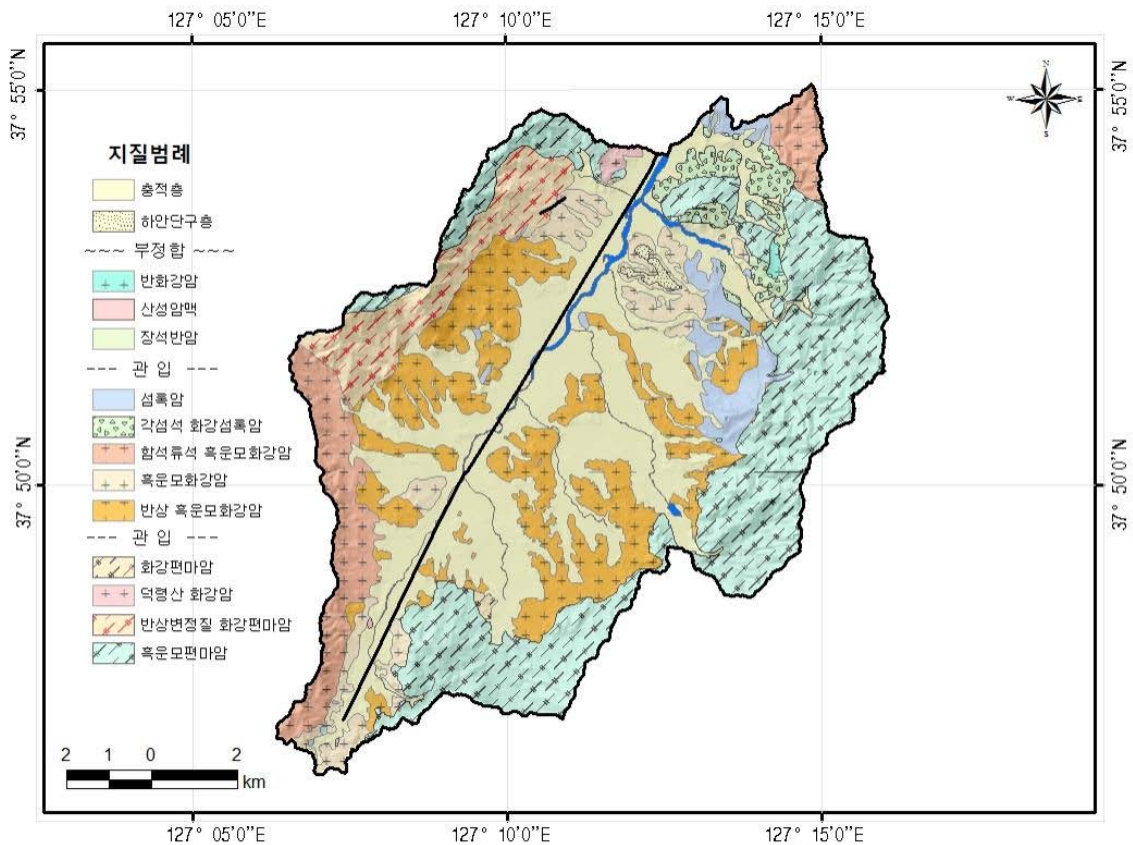 127° 05'0"E
127° 10'0"E
127° 15'0"E
37° 55'0"N
37° 55'0"N
N
W
E
S
지질범례
충적층
하안단구층
~~~ 부정합 ~~~
반화강암
산성암맥
장석반암
--- 관 입 ---
섬록암
각섬석 화강섬록암
함석류석 흑운모화강암
흑운모화강암
반상 흑운모화강암
--- 관 입 ---
화강편마암
덕령산 화강암
반상변정질 화강편마암
흑운모편마암
37° 50'0"N
37° 50'0"N
2 1 0 2
km
127° 05'0"E
127° 10'0"E
127° 15'0"E